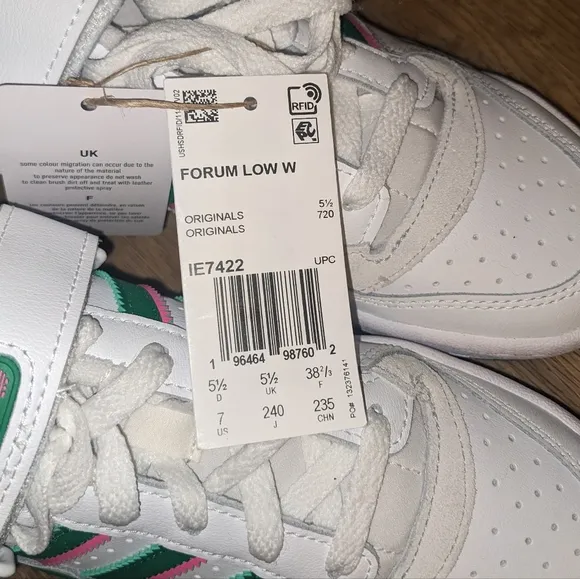 UK
some colour migration can occur due to the
nature of the material
to preserve appearance do not wash
to clean brush dirt off and treat with leather
protective spray
F
RFID
FORUM LOW W
5½
ORIGINALS 720
ORIGINALS
IE7422 UPC
1 96464 98760 2
5½ 5½ 38⅔
D UK F
7 240 235
US J CHN
PO# 132376141